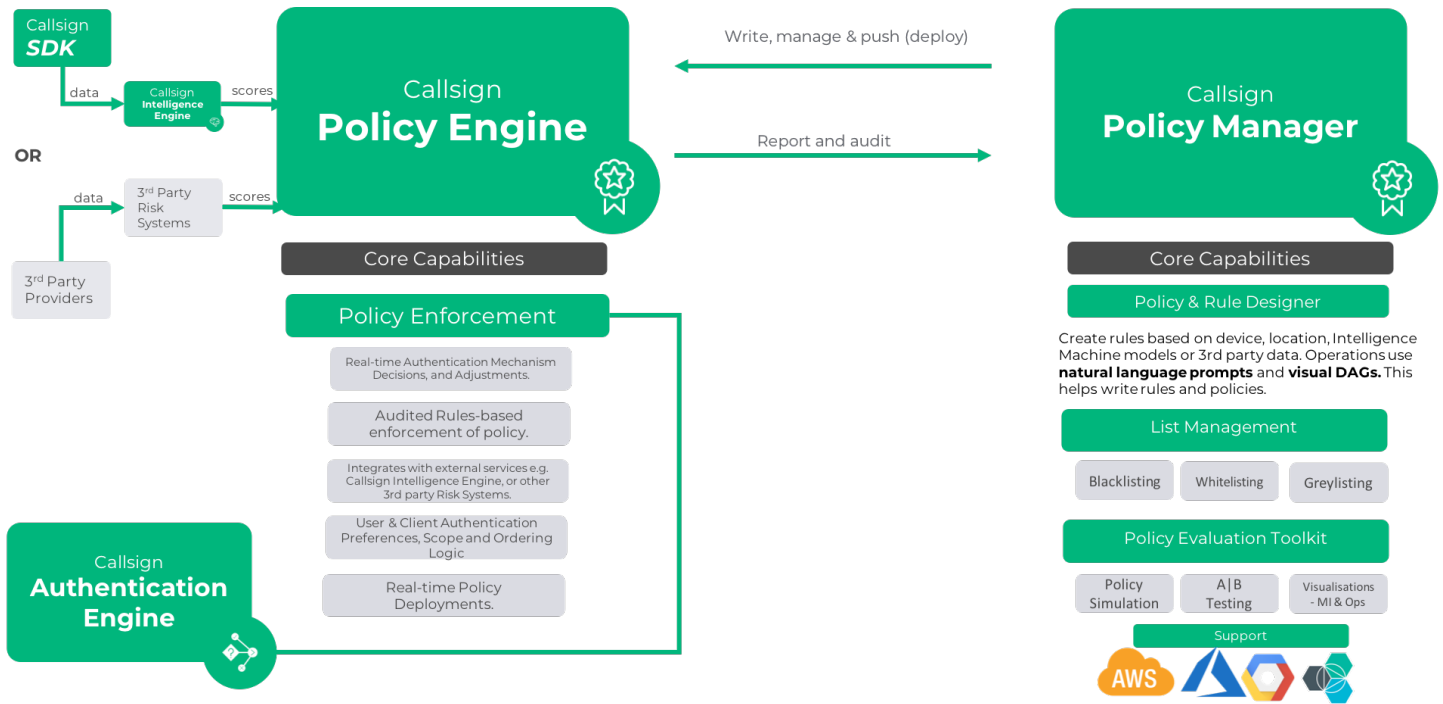 Callsign
SDK
data
Callsign
Intelligence
Engine
scores
OR
data
3rd Party
Risk
Systems
scores
3rd Party
Providers
Callsign
Policy Engine
Write, manage & push (deploy)
Report and audit
Callsign
Policy Manager
Core Capabilities
Policy Enforcement
Real-time Authentication Mechanism
Decisions, and Adjustments.
Audited Rules-based
enforcement of policy.
Integrates with external services e.g.
Callsign Intelligence Engine, or other
3rd party Risk Systems.
User & Client Authentication
Preferences, Scope and Ordering
Logic
Real-time Policy
Deployments.
Callsign
Authentication
Engine
?
Core Capabilities
Policy & Rule Designer
Create rules based on device, location, Intelligence
Machine models or 3rd party data. Operations use
natural language prompts and visual DAGs. This
helps write rules and policies.
List Management
Blacklisting
Whitelisting
Greylisting
Policy Evaluation Toolkit
Policy
Simulation
A|B
Testing
Visualisations
- MI & Ops
Support
AWS